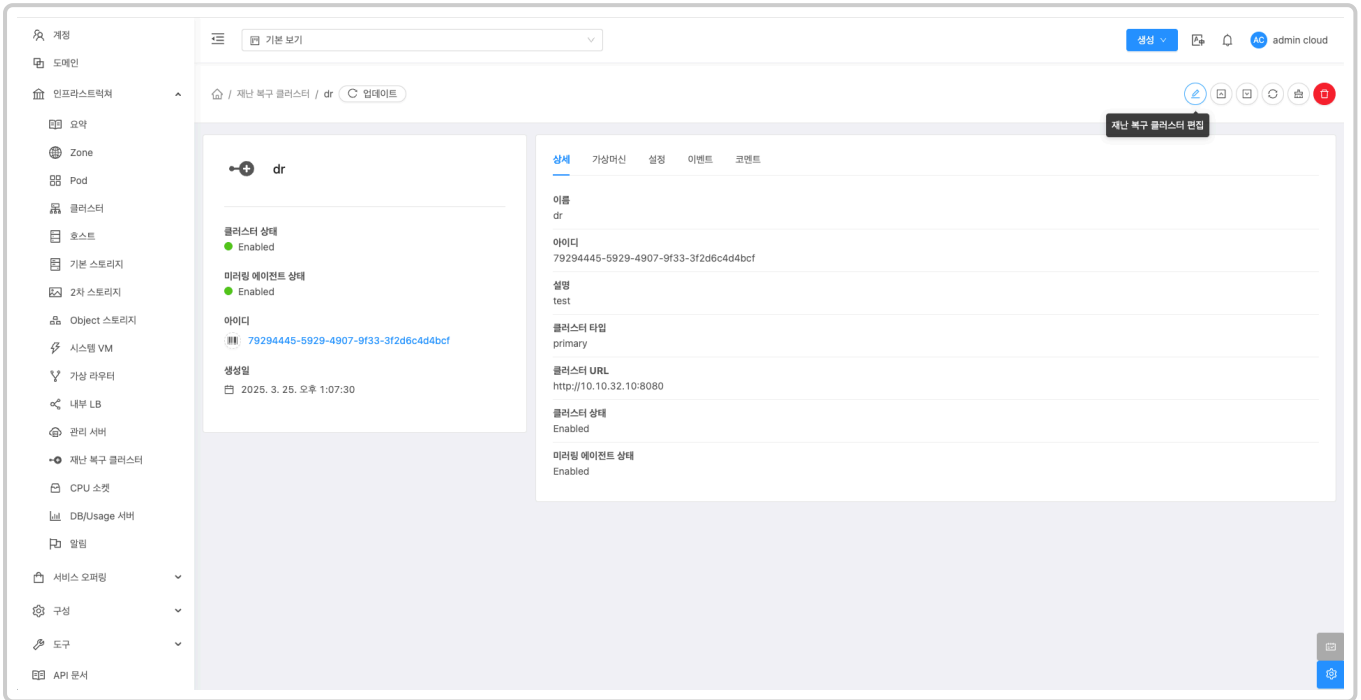 계정
도메인
인프라스트럭쳐
요약
Zone
Pod
클러스터
호스트
기본 스토리지
2차 스토리지
Object 스토리지
시스템 VM
가상 라우터
내부 LB
관리 서버
재난 복구 클러스터
CPU 소켓
DB/Usage 서버
알림
서비스 오퍼링
구성
도구
API 문서
기본 보기
생성
AC admin cloud
/ 재난 복구 클러스터 / dr 업데이트
재난 복구 클러스터 편집
dr
클러스터 상태
Enabled
미러링 에이전트 상태
Enabled
아이디
79294445-5929-4907-9f33-3f2d6c4d4bcf
생성일
2025. 3. 25. 오후 1:07:30
상세 가상머신 설정 이벤트 코멘트
이름
dr
아이디
79294445-5929-4907-9f33-3f2d6c4d4bcf
설명
test
클러스터 타입
primary
클러스터 URL
http://10.10.32.10:8080
클러스터 상태
Enabled
미러링 에이전트 상태
Enabled